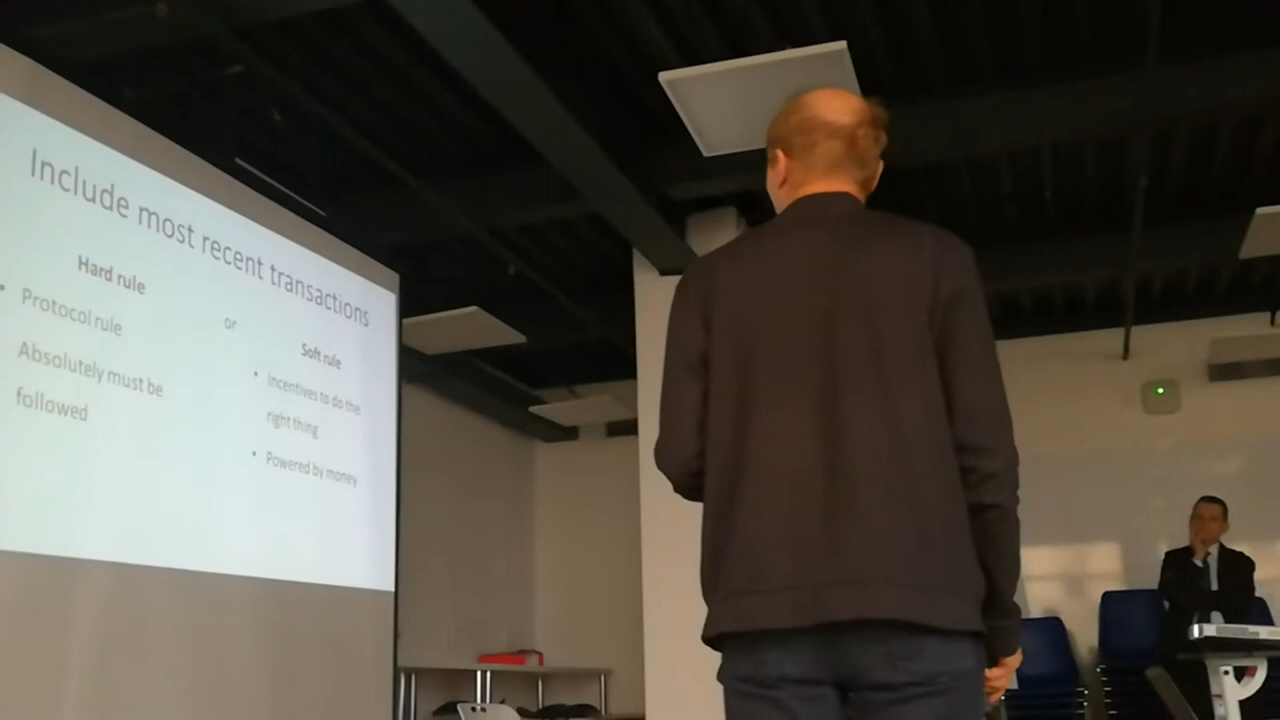 Include most recent transactions
Hard rule
• Protocol rule
Absolutely must be
followed
or
Soft rule
• Incentives to do the
right thing
• Powered by money